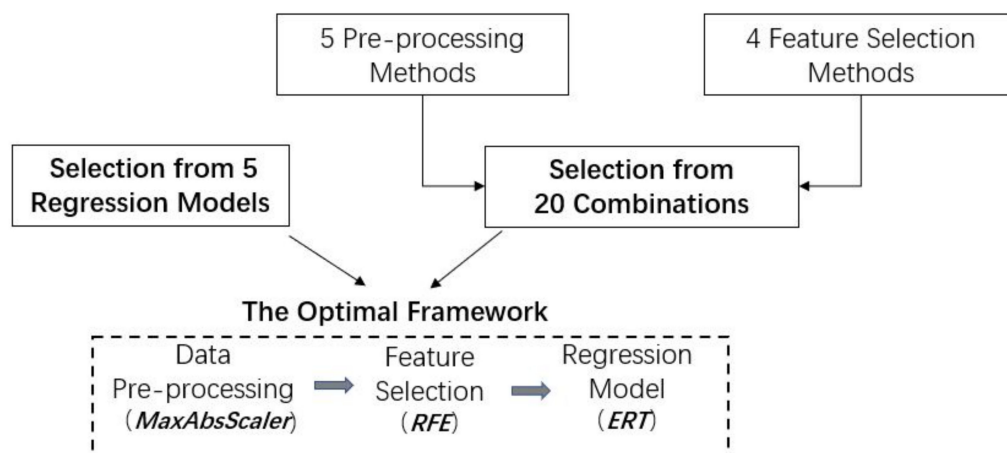 5 Pre-processing
Methods
4 Feature Selection
Methods
Selection from 5
Regression Models
Selection from
20 Combinations
The Optimal Framework
Data
Pre-processing
(MaxAbsScaler)
Feature
Selection
(RFE)
Regression
Model
(ERT)